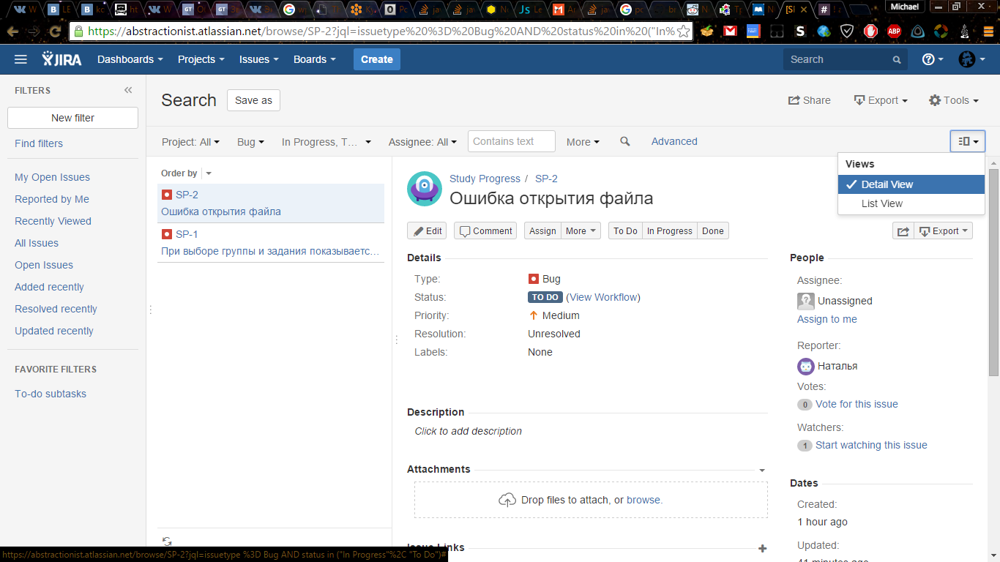 Michael
https://abstractionist.atlassian.net/browse/SP-2?jql=issuetype%20%3D%20Bug%20AND%20status%20in%20("In%
JIRA Dashboards Projects Issues Boards Create Search
FILTERS
New filter
Find filters
My Open Issues
Reported by Me
Recently Viewed
All Issues
Open Issues
Added recently
Resolved recently
Updated recently
FAVORITE FILTERS
To-do subtasks
Search Save as Share Export Tools
Project: All Bug In Progress, T... Assignee: All Contains text More Advanced
Views
Detail View
List View
Order by
SP-2
Ошибка открытия файла
SP-1
При выборе группы и задания показываетс...
Study Progress / SP-2
Ошибка открытия файла
Edit Comment Assign More To Do In Progress Done Export
Details
Type: Bug
Status: TO DO (View Workflow)
Priority: Medium
Resolution: Unresolved
Labels: None
Description
Click to add description
Attachments
Drop files to attach, or browse.
Issue Links
People
Assignee:
Unassigned
Assign to me
Reporter:
Наталья
Votes:
0 Vote for this issue
Watchers:
1 Start watching this issue
Dates
Created:
1 hour ago
Updated:
41 minutes ago
https://abstractionist.atlassian.net/browse/SP-2?jql=issuetype %3D Bug AND status in ("In Progress"%2C "To Do")#